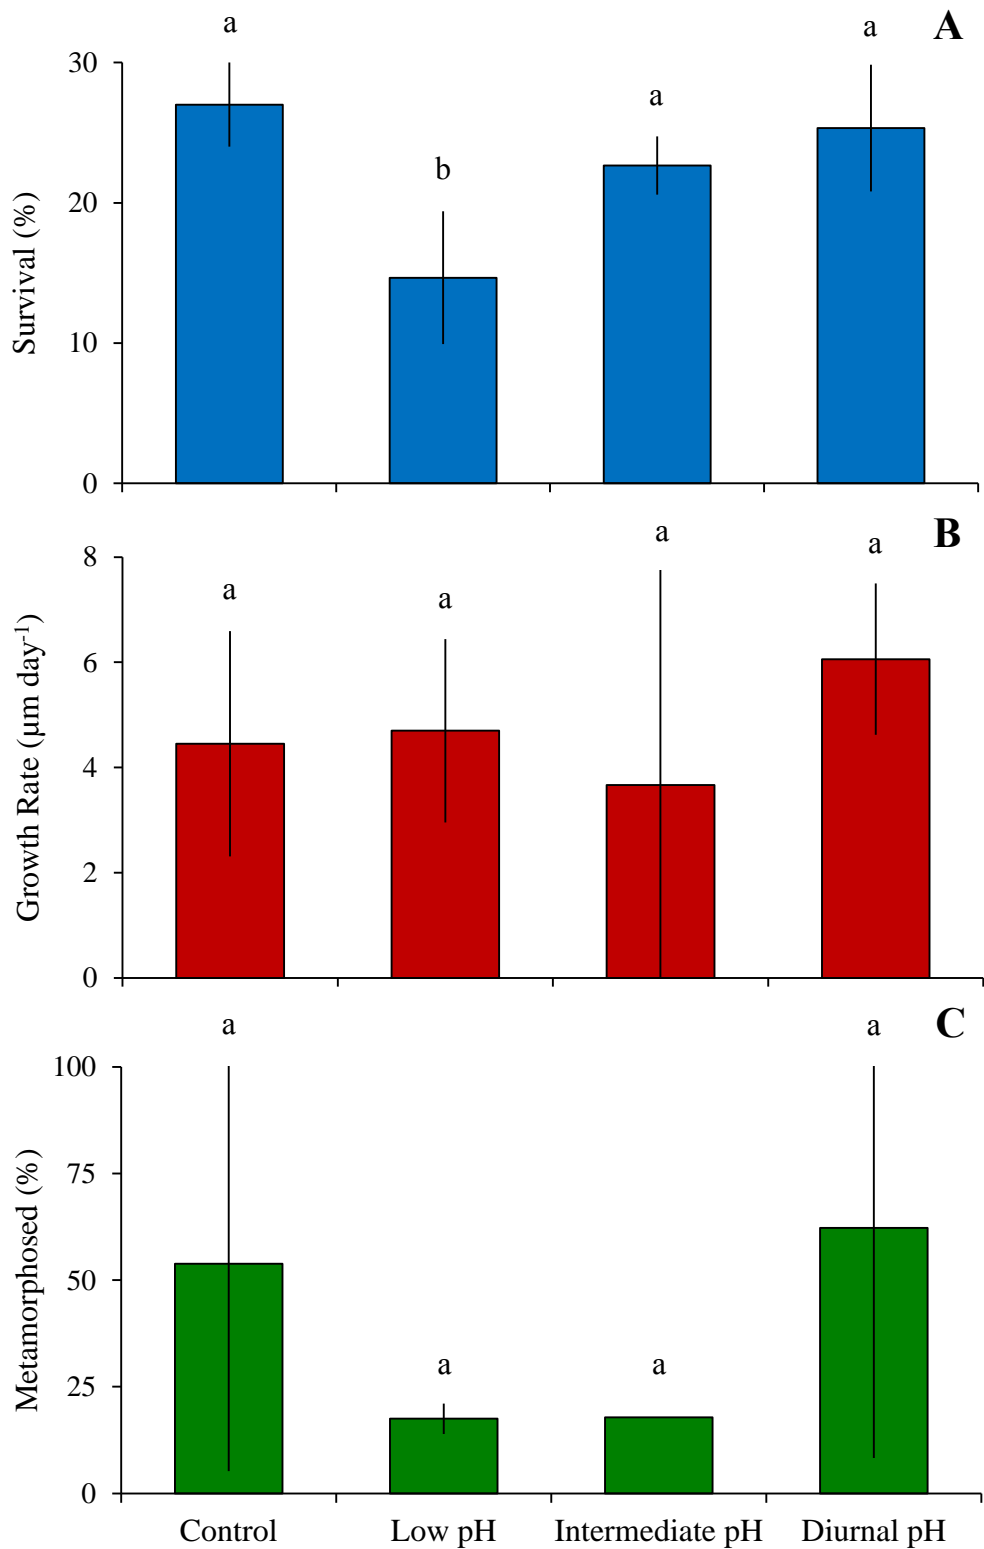 A
a
b
a
a
30
20
10
0
Survival (%)
B
a
a
a
a
8
6
4
2
0
Growth Rate (µm day⁻¹)
C
a
a
a
a
100
75
50
25
0
Metamorphosed (%)
Control Low pH Intermediate pH Diurnal pH